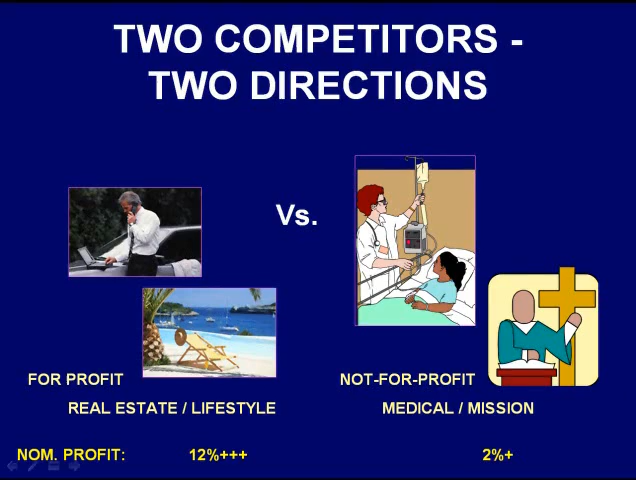 TWO COMPETITORS -
TWO DIRECTIONS
Vs.
FOR PROFIT
REAL ESTATE / LIFESTYLE
NOT-FOR-PROFIT
MEDICAL / MISSION
NOM. PROFIT: 12%+++ 2%+